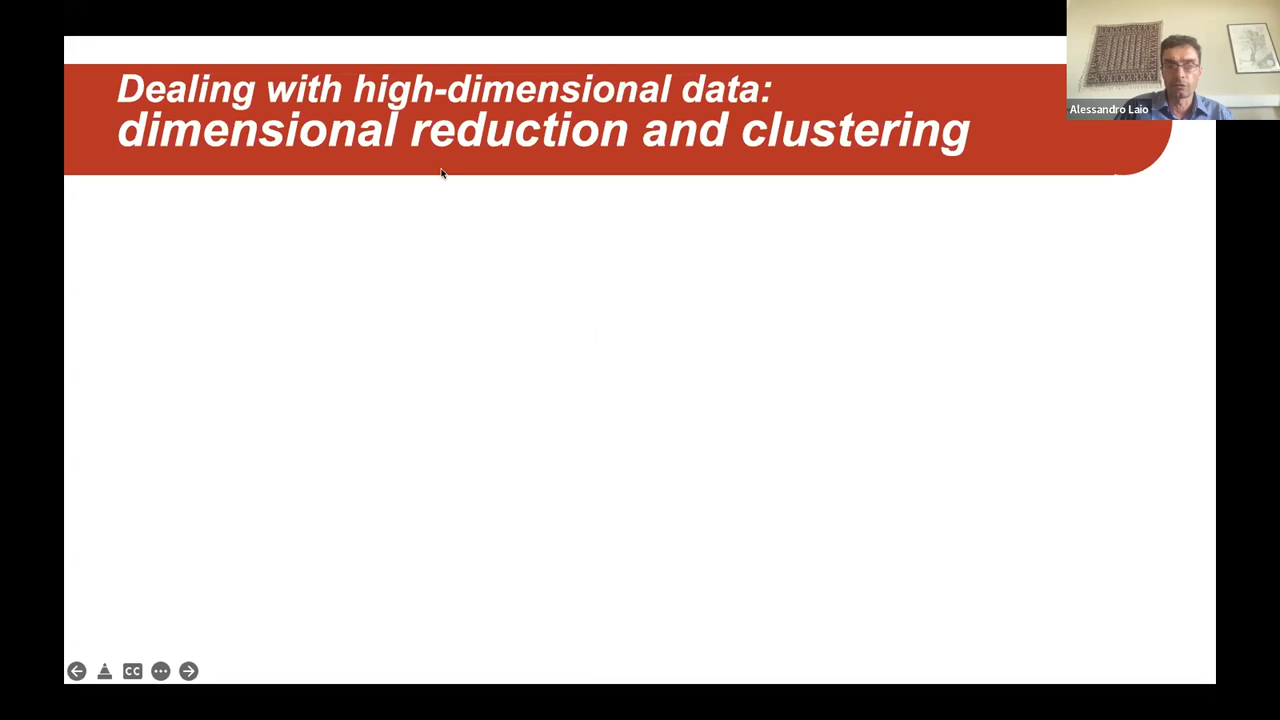 Dealing with high-dimensional data:
dimensional reduction and clustering
Alessandro Laio
CC